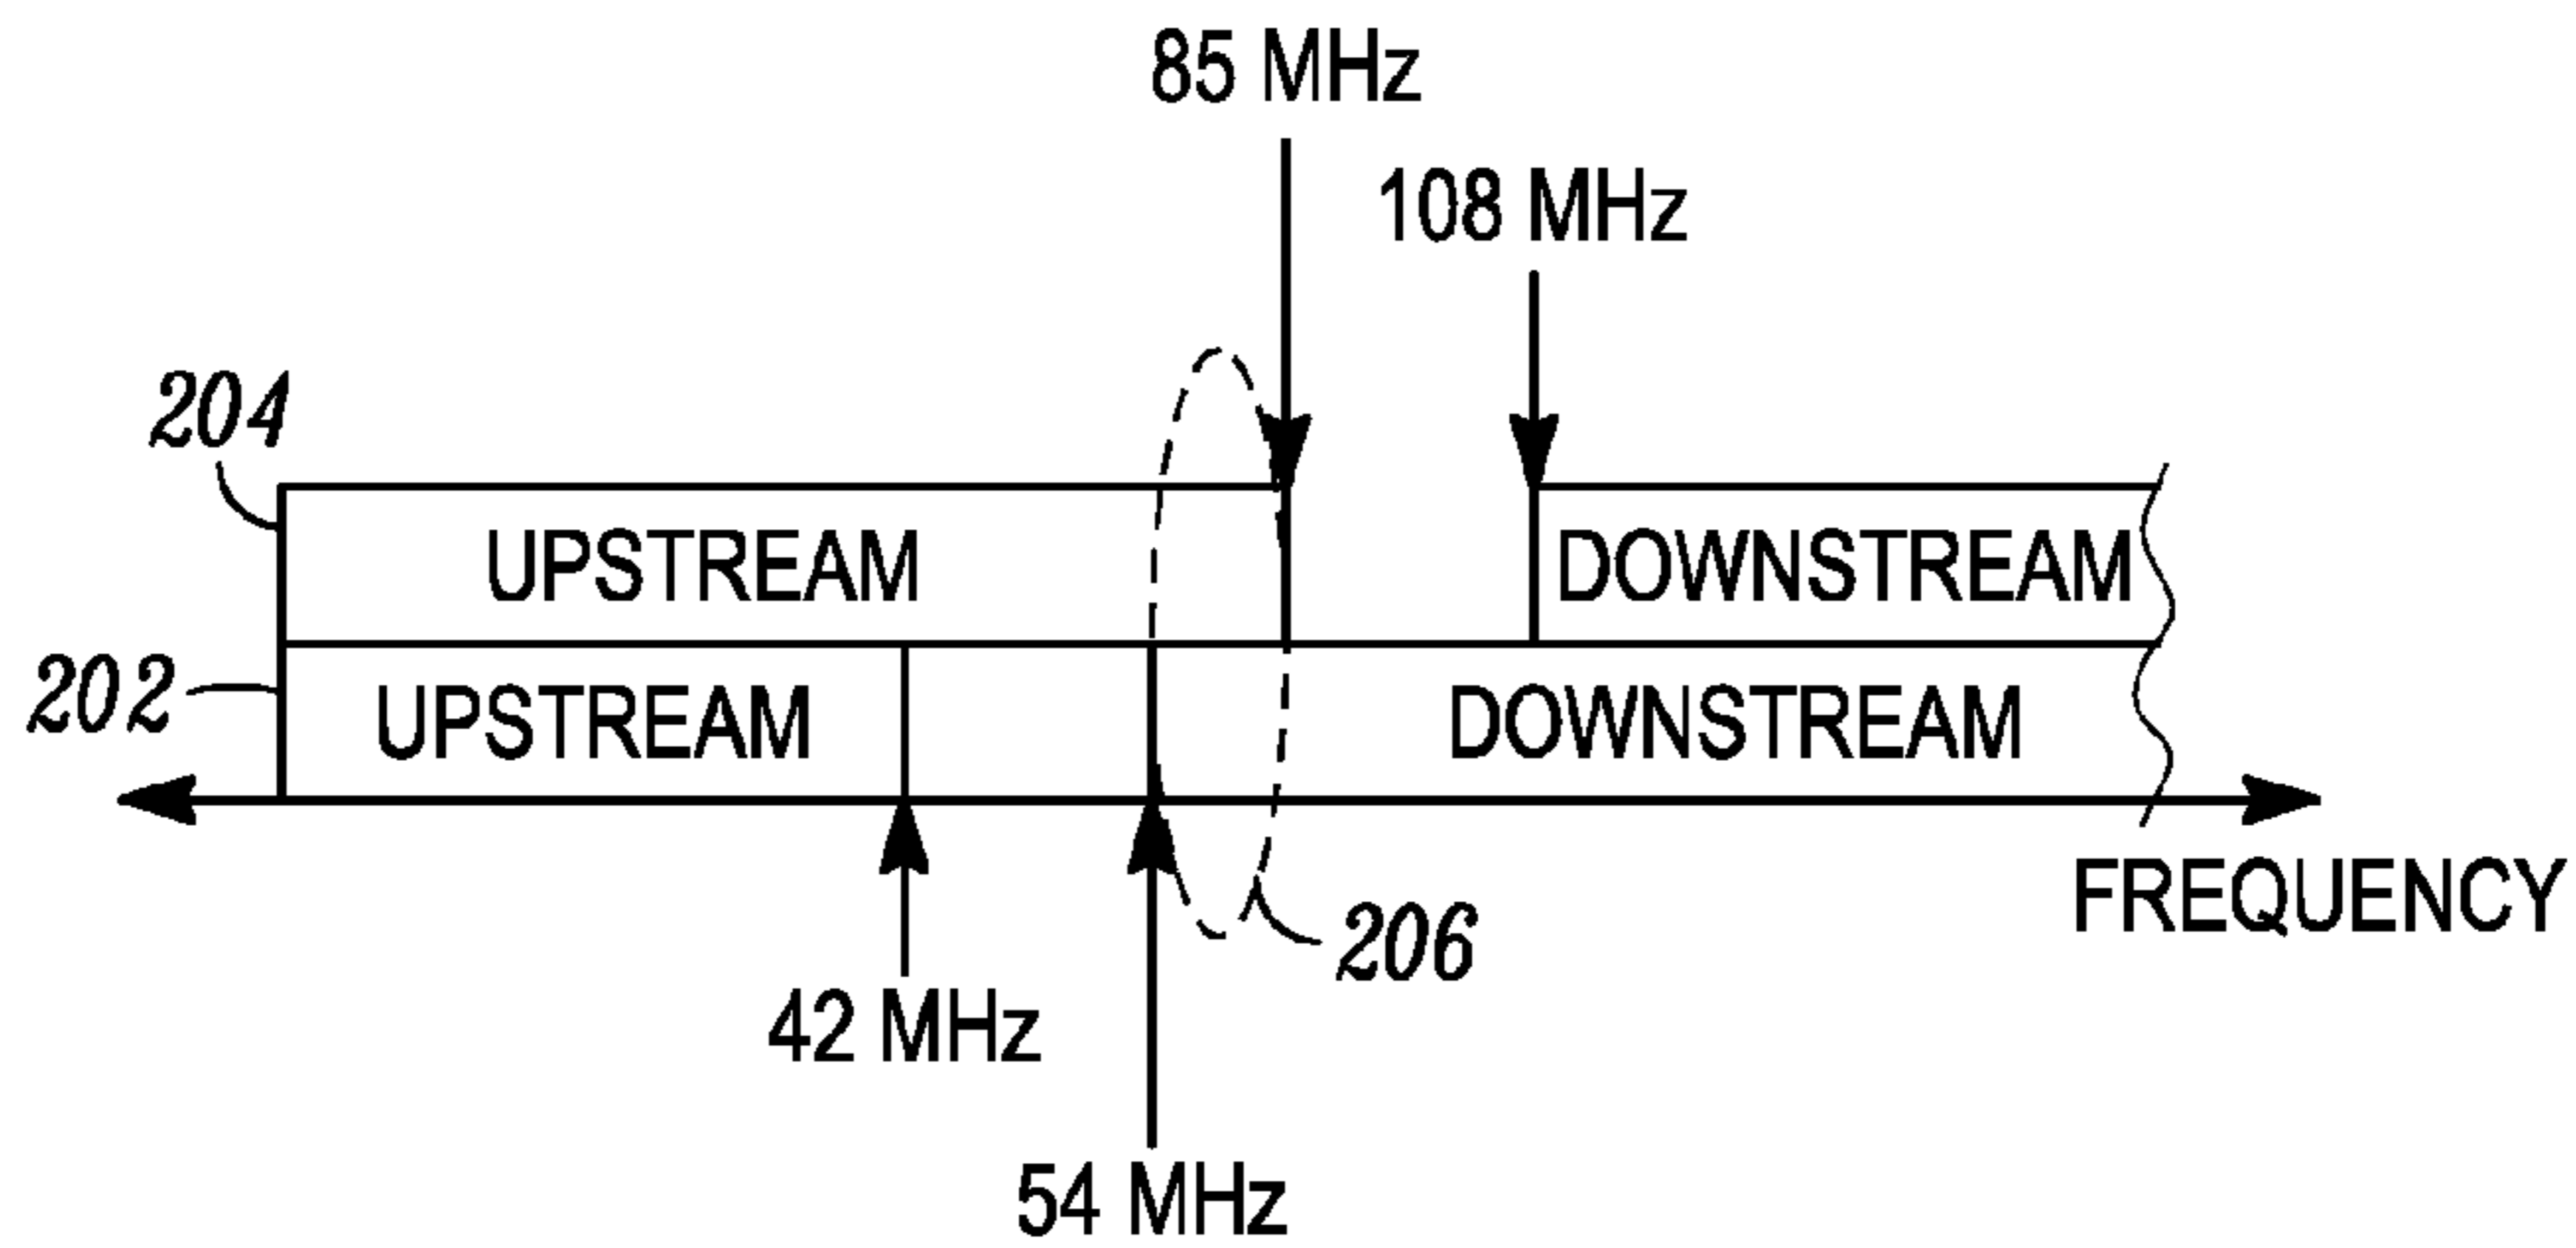 85 MHz
108 MHz
204
UPSTREAM
DOWNSTREAM
202
UPSTREAM
DOWNSTREAM
FREQUENCY
206
42 MHz
54 MHz